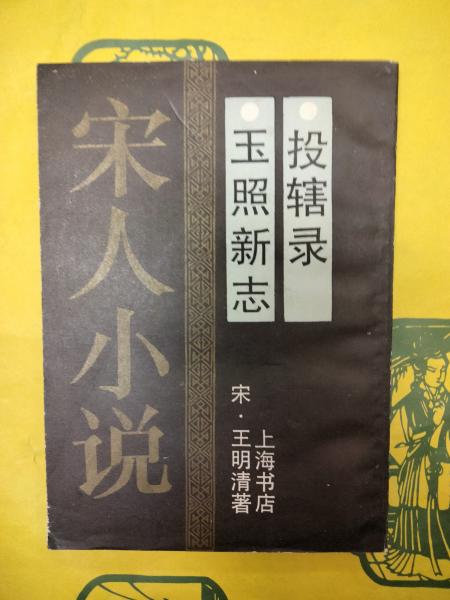 宋人小说
投辖录
玉照新志
宋·王明清著
上海书店